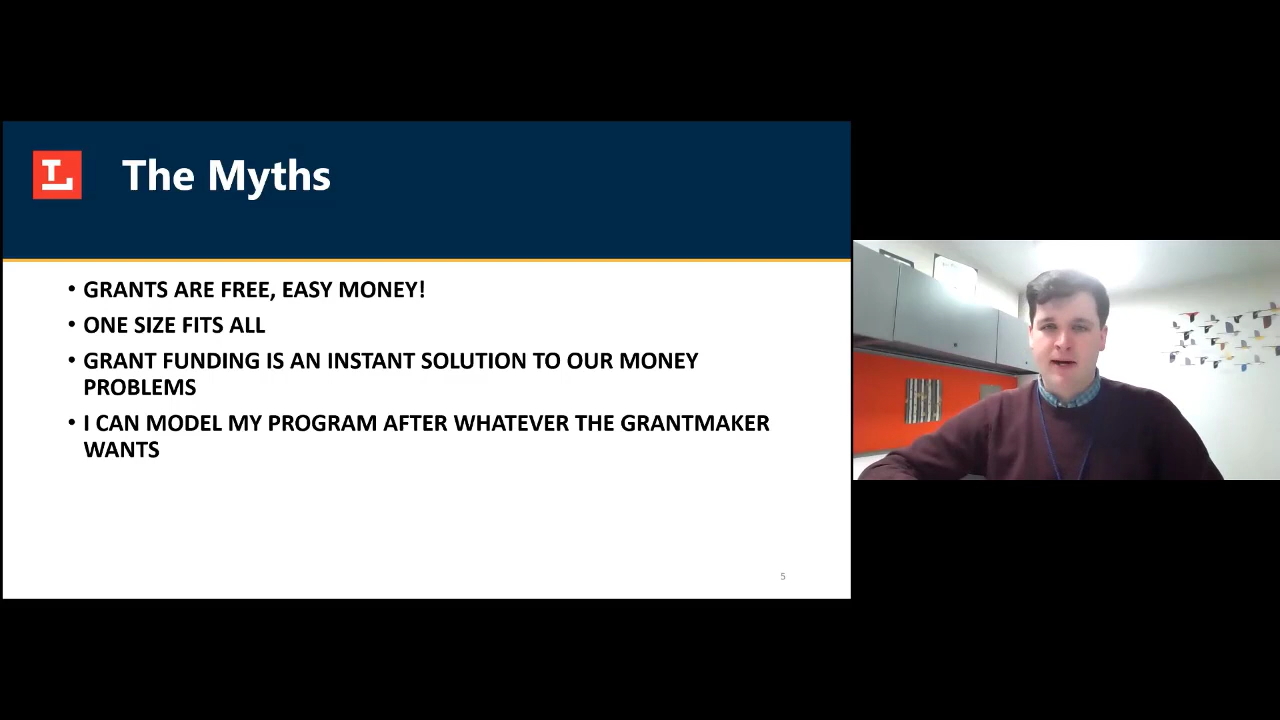 The Myths
• GRANTS ARE FREE, EASY MONEY!
• ONE SIZE FITS ALL
• GRANT FUNDING IS AN INSTANT SOLUTION TO OUR MONEY
PROBLEMS
• I CAN MODEL MY PROGRAM AFTER WHATEVER THE GRANTMAKER
WANTS
5